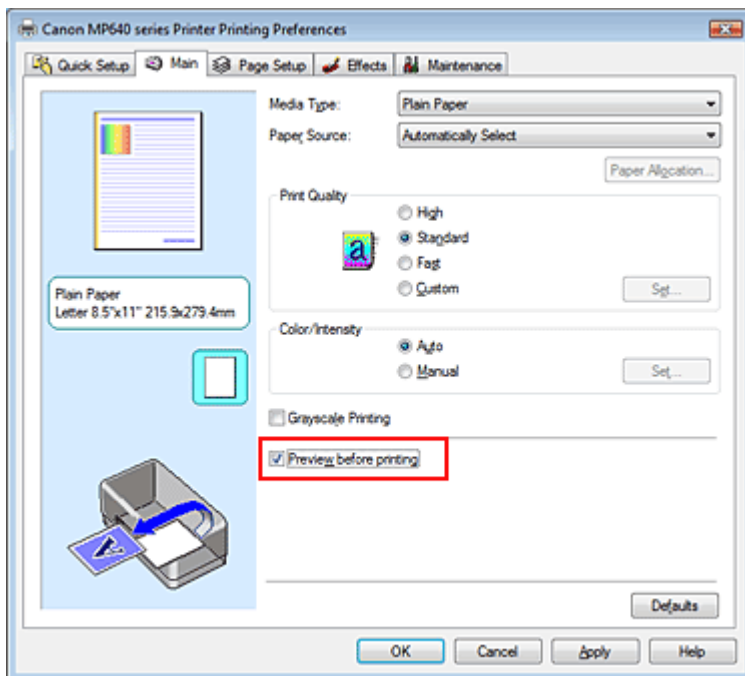 Canon MP640 series Printer Printing Preferences
Quick Setup Main Page Setup Effects Maintenance
Media Type: Plain Paper
Paper Source: Automatically Select
Paper Allocation...
Print Quality
High
a Standard
Fast
Custom Set...
Plain Paper
Letter 8.5"x11" 215.9x279.4mm
Color/Intensity
Auto
Manual Set...
Grayscale Printing
Preview before printing
A
Defaults
OK Cancel Apply Help